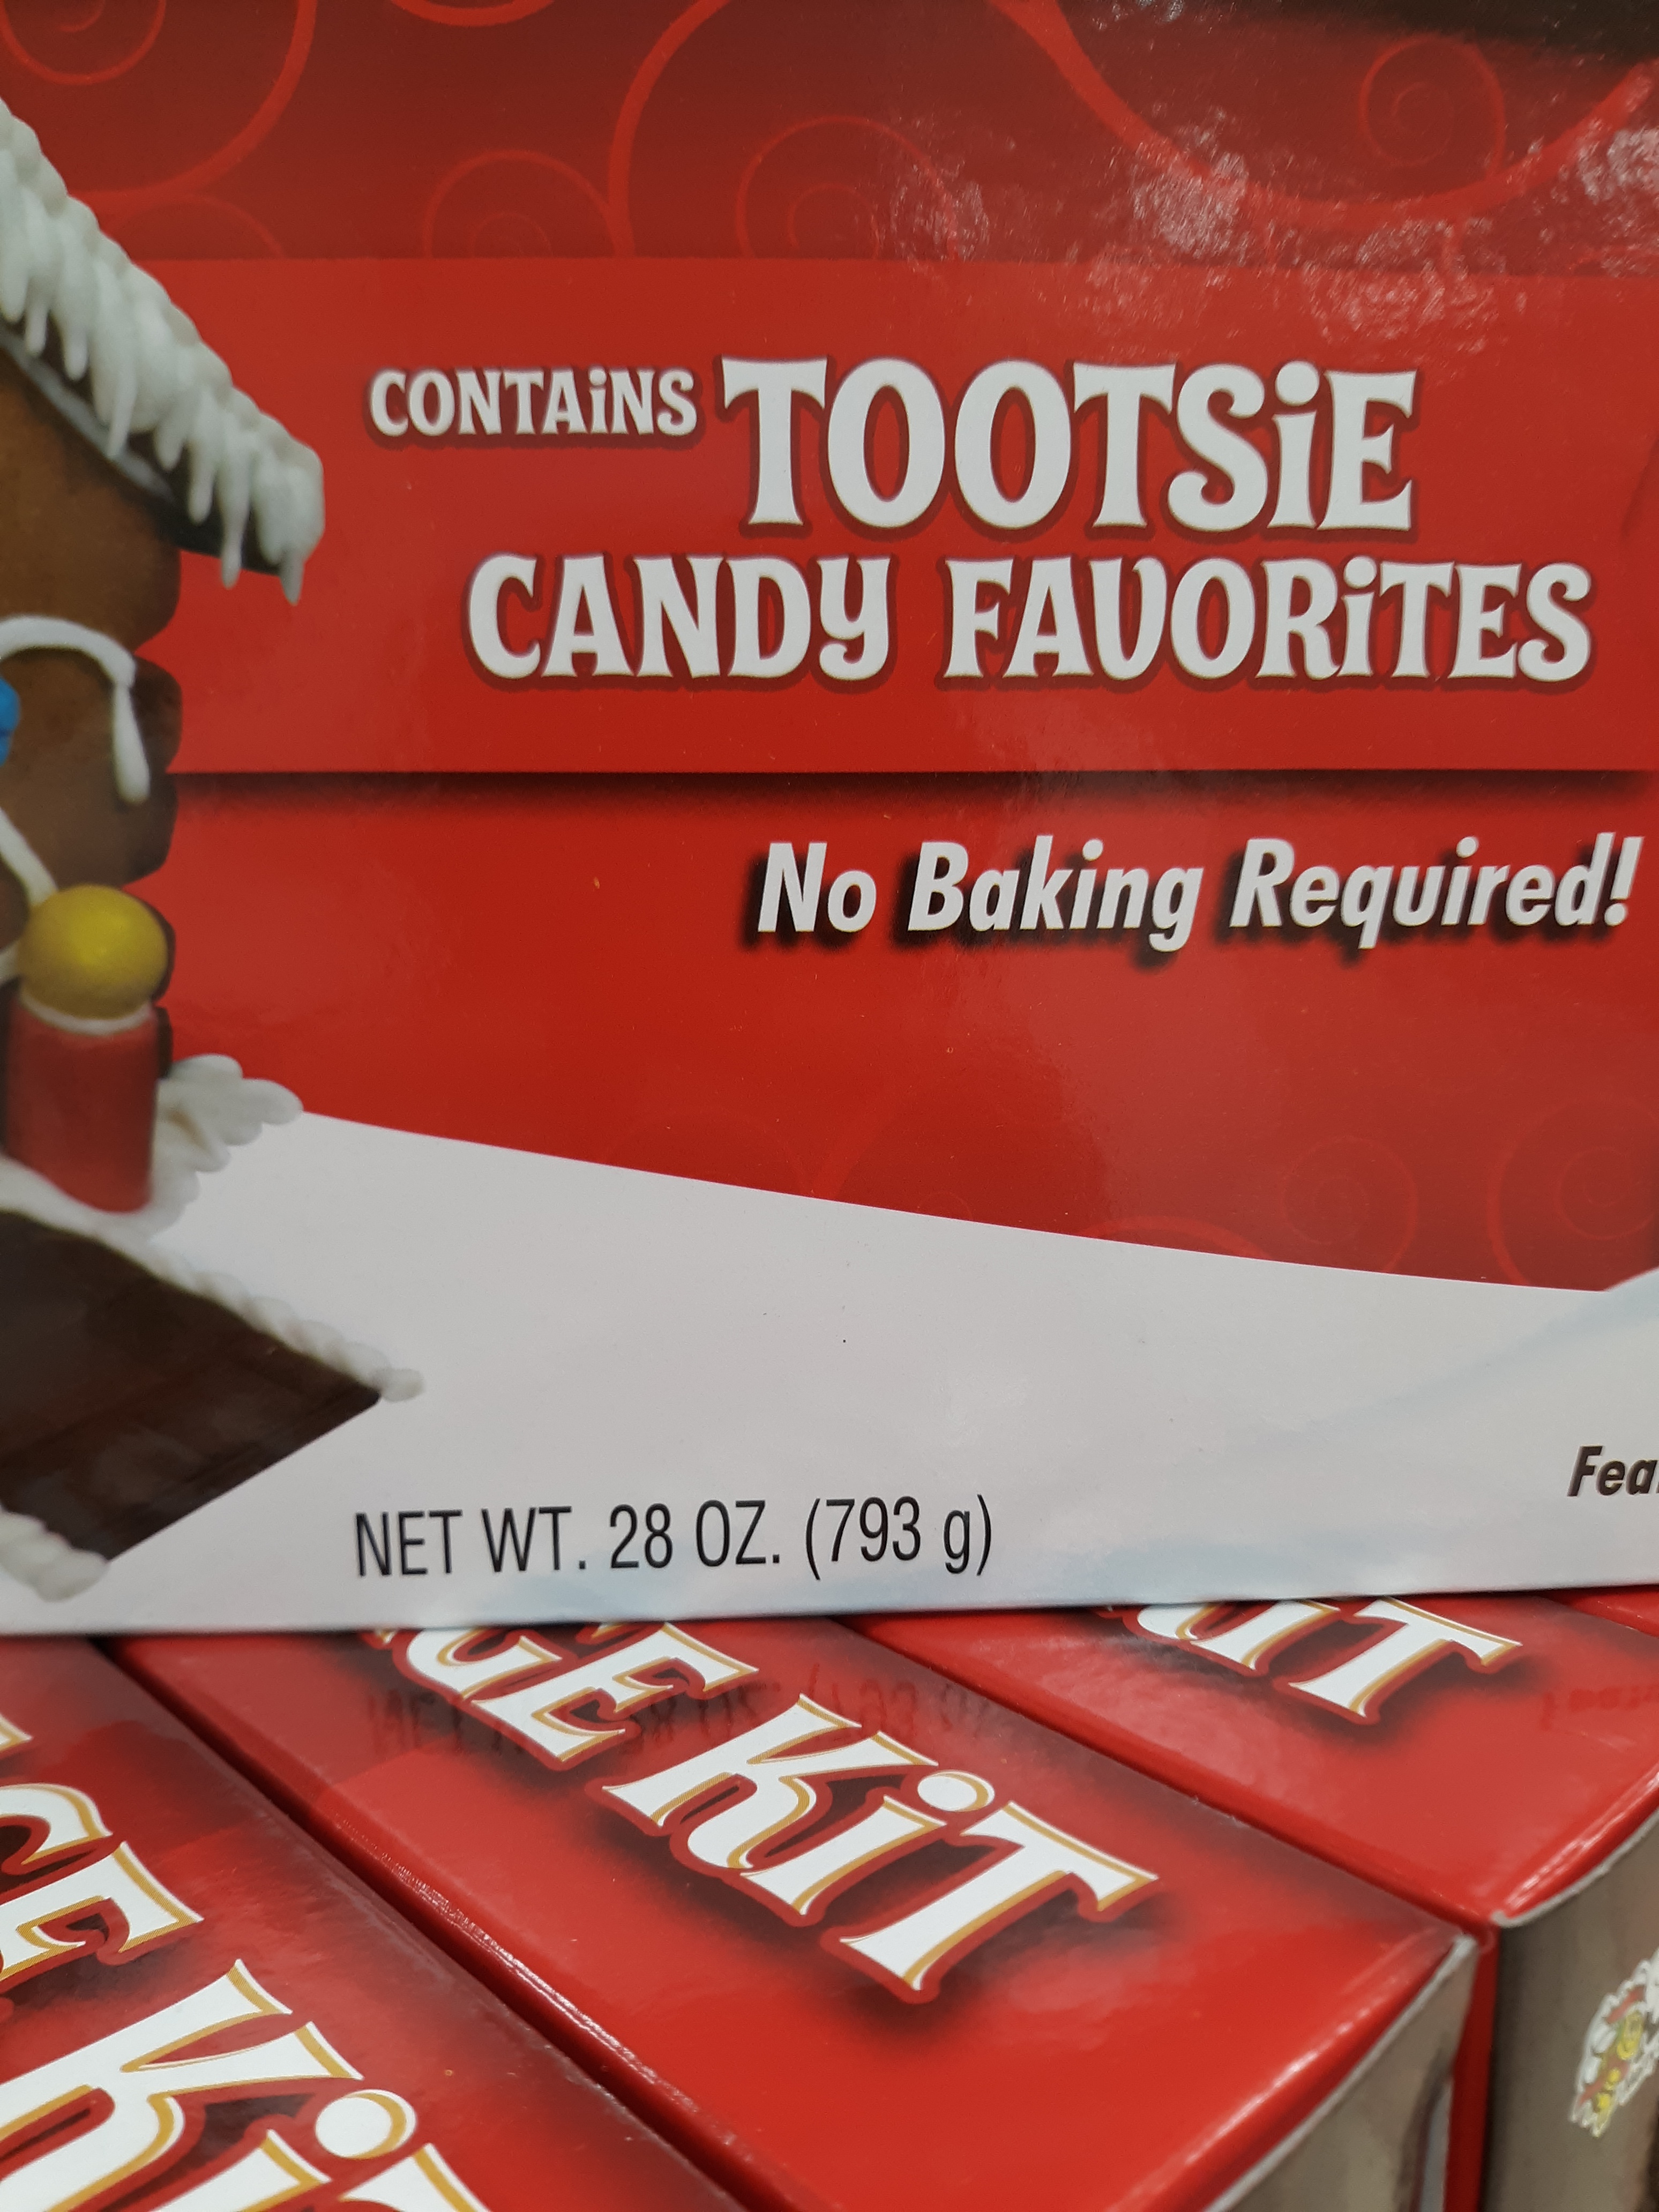 CONTAiNS TOOTSiE
CANDY FAVORiTES
No Baking Required!
NET WT. 28 OZ. (793 g)
KiT